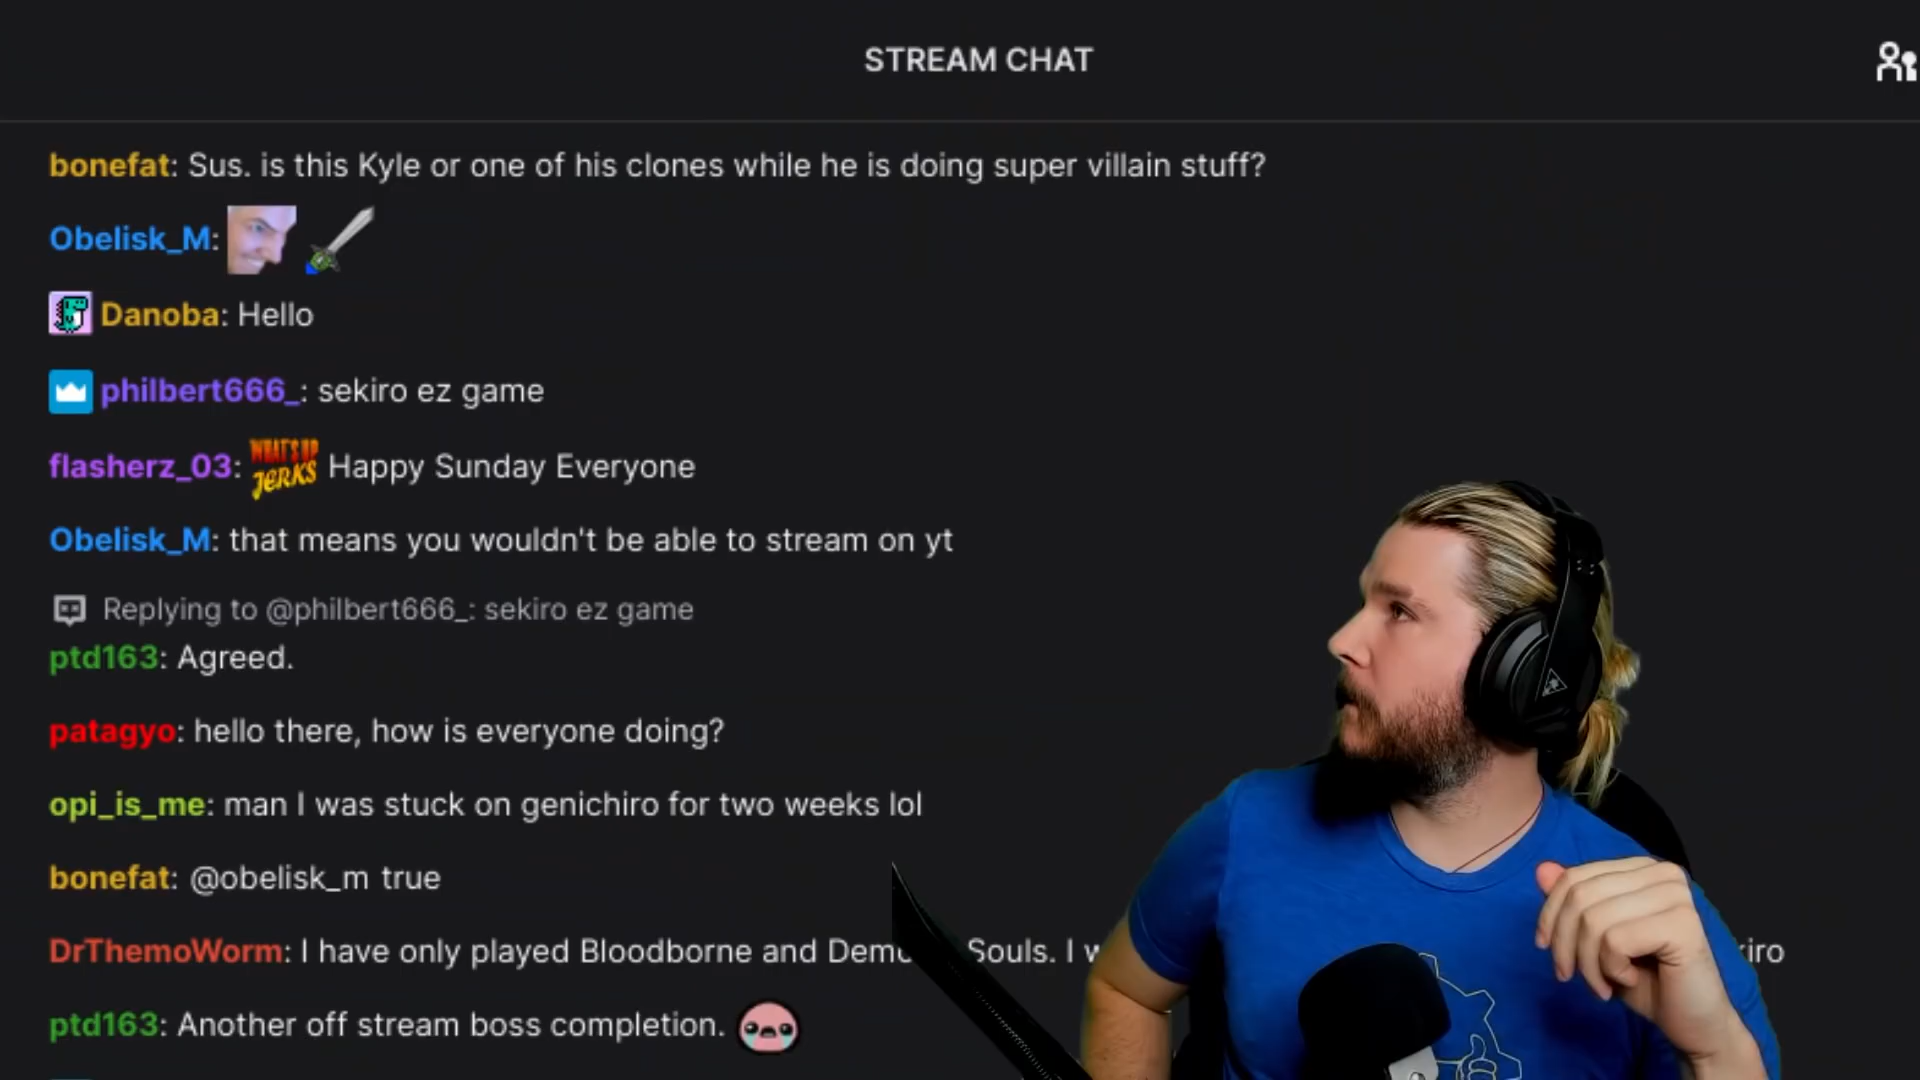 STREAM CHAT
bonefat: Sus. is this Kyle or one of his clones while he is doing super villain stuff?
Obelisk_M:
Danoba: Hello
philbert666_: sekiro ez game
flasherz_03: WHAT'S UP JERKS Happy Sunday Everyone
Obelisk_M: that means you wouldn't be able to stream on yt
Replying to @philbert666_: sekiro ez game
ptd163: Agreed.
patagyo: hello there, how is everyone doing?
opi_is_me: man I was stuck on genichiro for two weeks lol
bonefat: @obelisk_m true
DrThemoWorm: I have only played Bloodborne and Souls. I
ptd163: Another off stream boss completion.